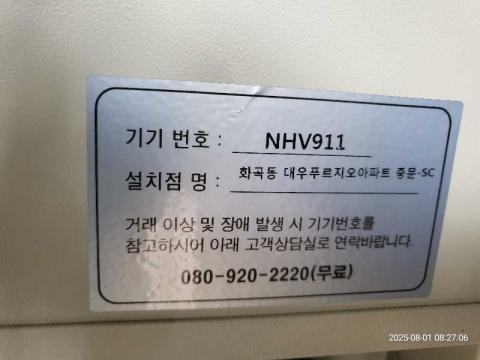 기기 번호 : NHV911
설치점 명 : 화곡동 대우푸르지오아파트 중문-SC
거래 이상 및 장애 발생 시 기기번호를
참고하시어 아래 고객상담실로 연락바랍니다.
080-920-2220(무료)
2025-08-01 08:27:06